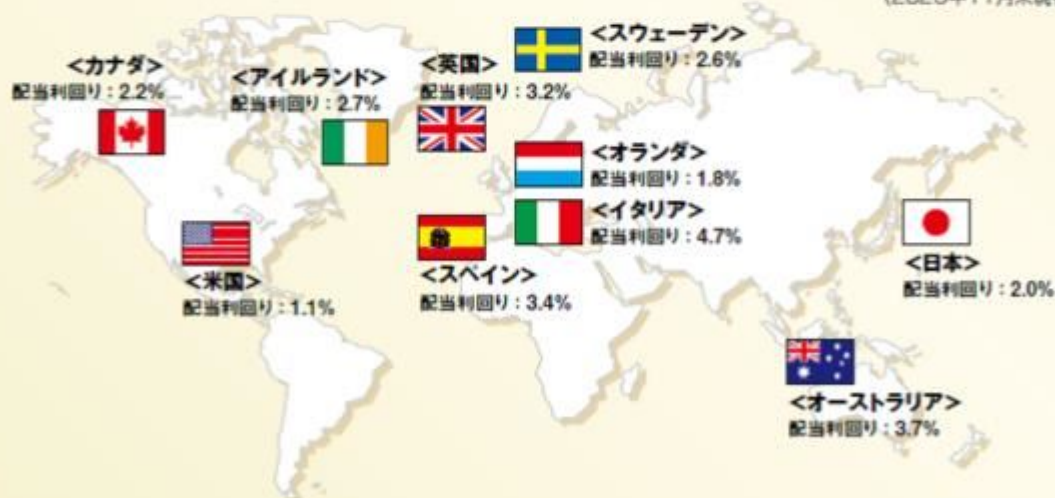 <スウェーデン>
配当利回り：2.6%
<カナダ>
配当利回り：2.2%
<アイルランド>
配当利回り：2.7%
<英国>
配当利回り：3.2%
<オランダ>
配当利回り：1.8%
<イタリア>
配当利回り：4.7%
<米国>
配当利回り：1.1%
<スペイン>
配当利回り：3.4%
<日本>
配当利回り：2.0%
<オーストラリア>
配当利回り：3.7%